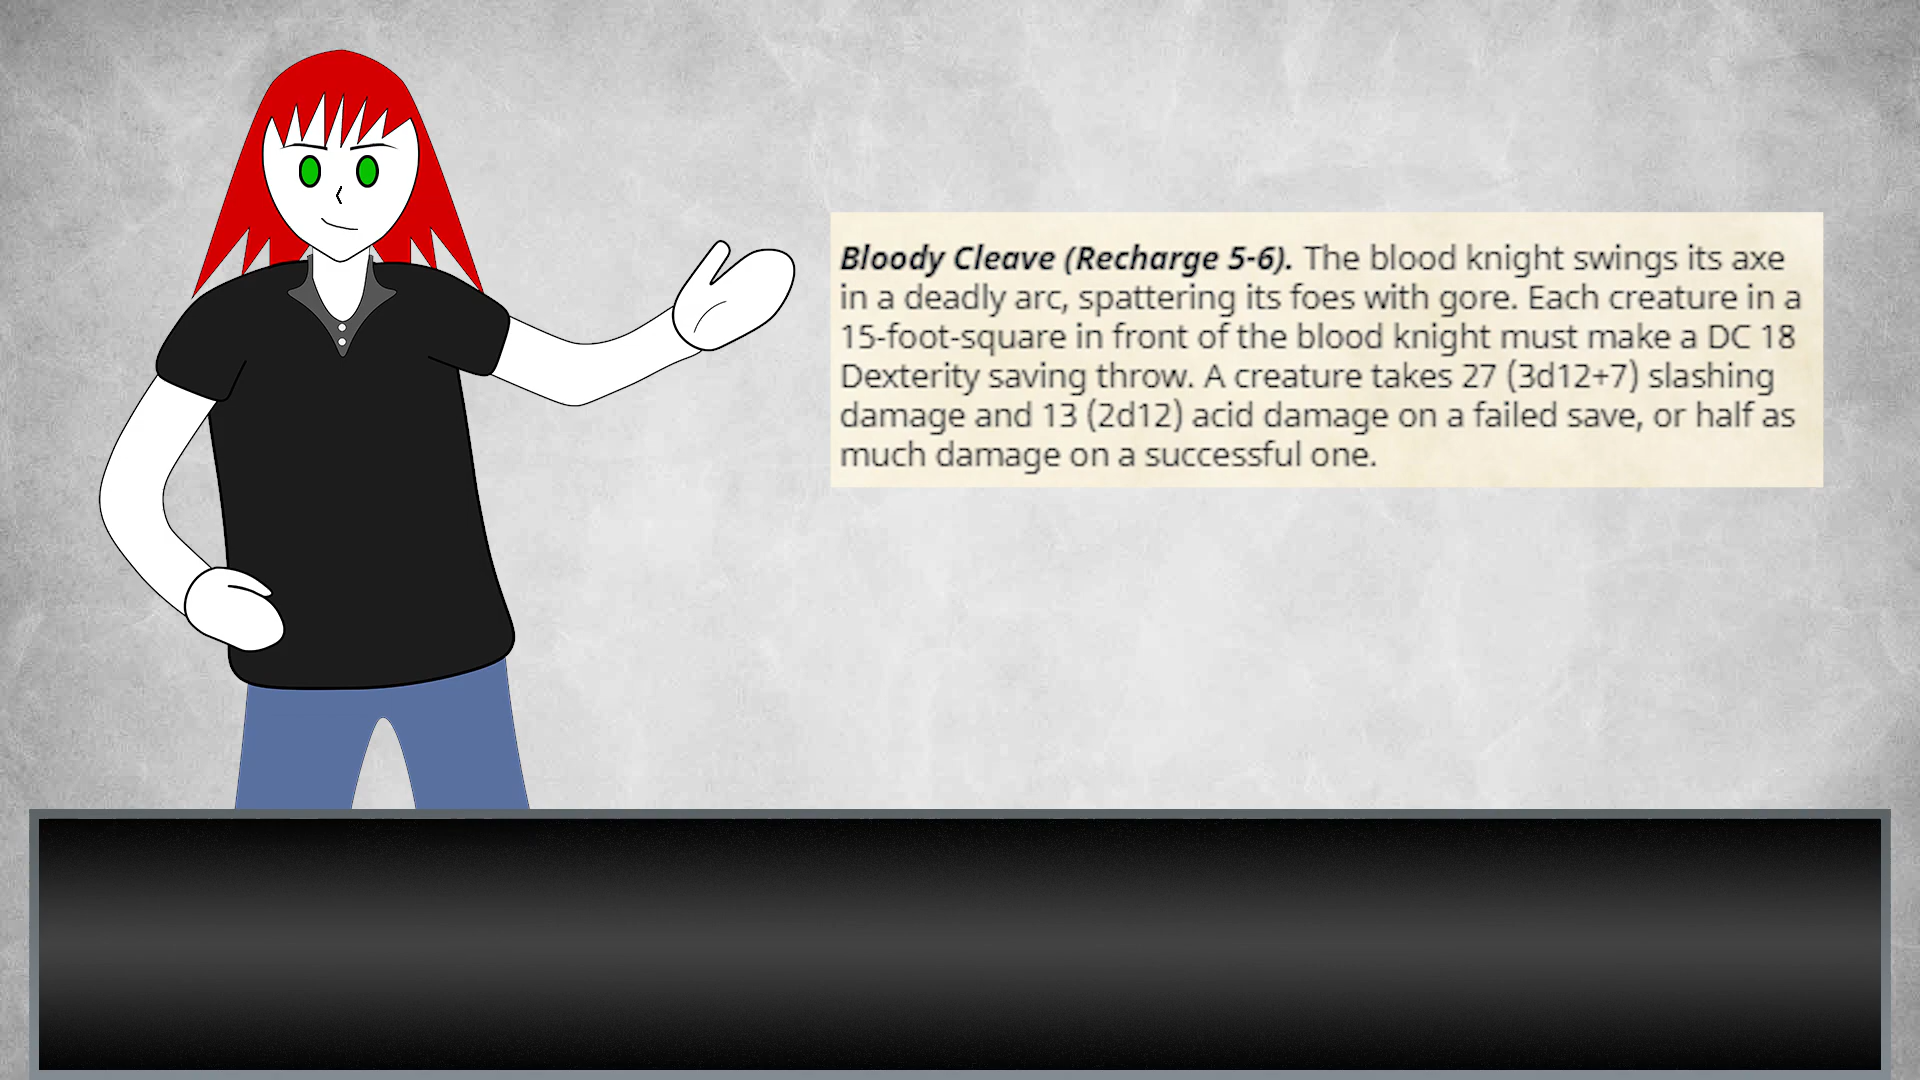 Bloody Cleave (Recharge 5-6). The blood knight swings its axe
in a deadly arc, spattering its foes with gore. Each creature in a
15-foot-square in front of the blood knight must make a DC 18
Dexterity saving throw. A creature takes 27 (3d12+7) slashing
damage and 13 (2d12) acid damage on a failed save, or half as
much damage on a successful one.